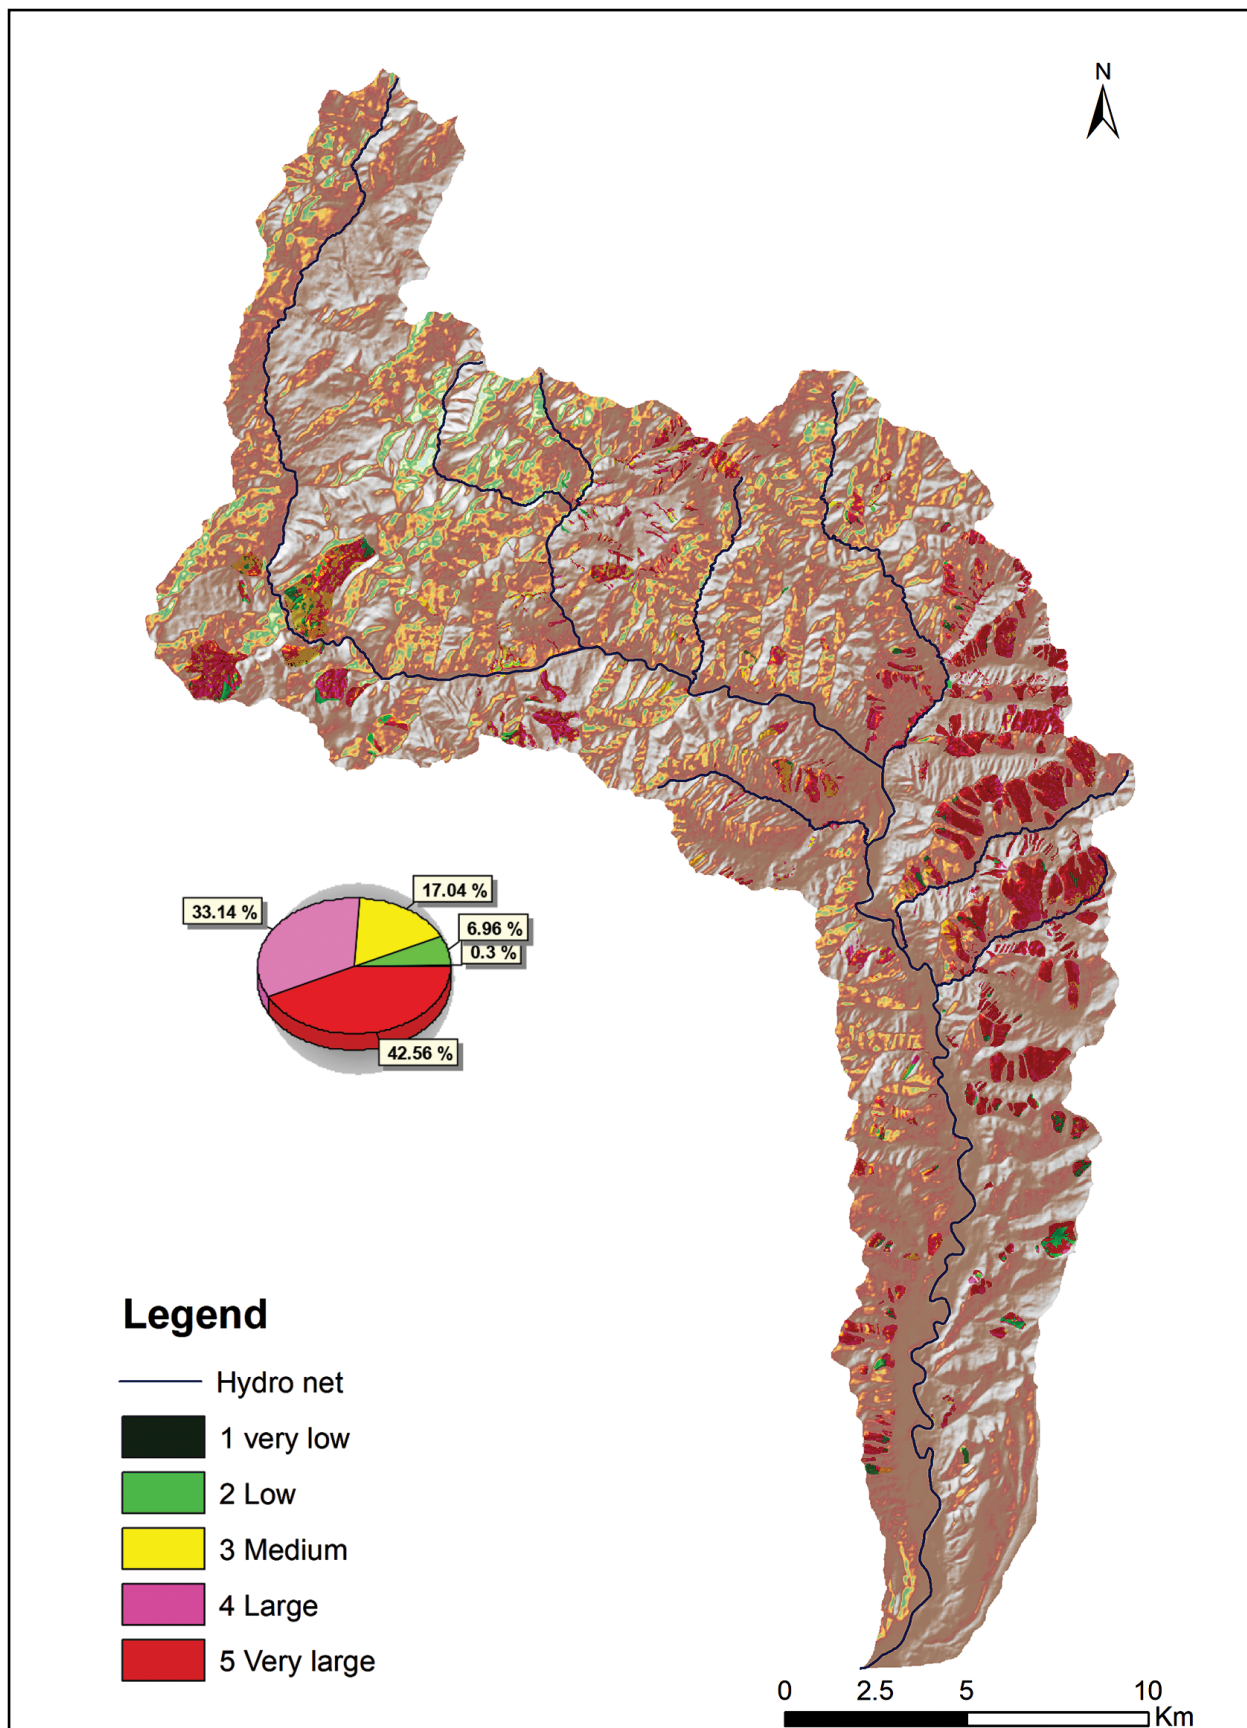 N
17.04 %
33.14 %
6.96 %
0.3 %
42.56 %
Legend
Hydro net
1 very low
2 Low
3 Medium
4 Large
5 Very large
0 2.5 5 10
Km